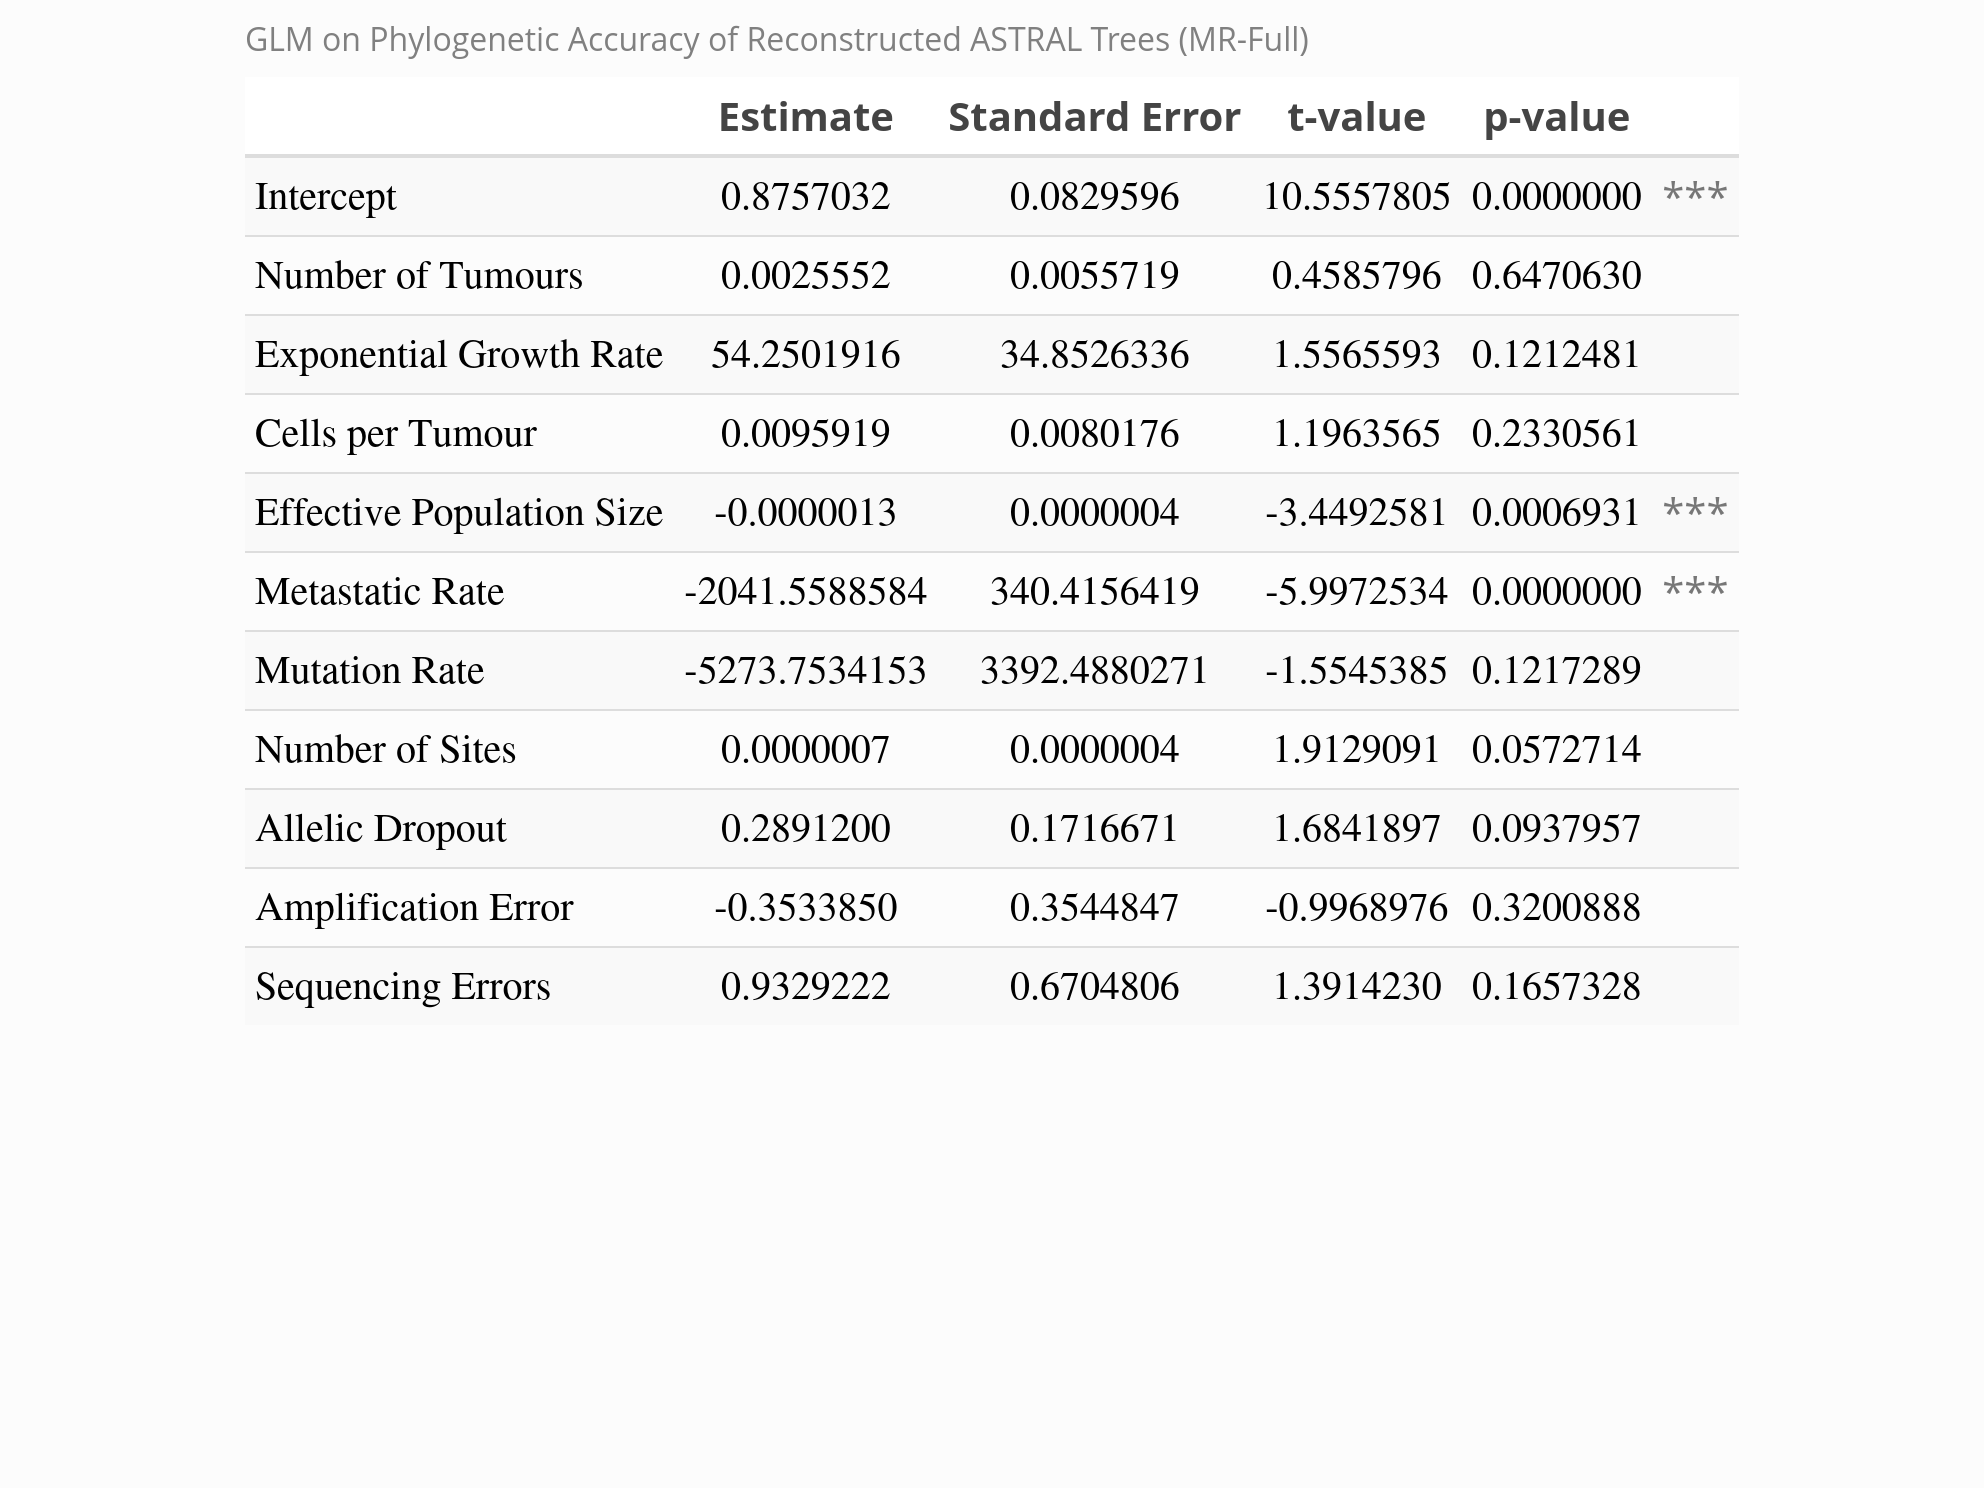 GLM on Phylogenetic Accuracy of Reconstructed ASTRAL Trees (MR-Full)
Estimate Standard Error t-value p-value
Intercept 0.8757032 0.0829596 10.5557805 0.0000000 ***
Number of Tumours 0.0025552 0.0055719 0.4585796 0.6470630
Exponential Growth Rate 54.2501916 34.8526336 1.5565593 0.1212481
Cells per Tumour 0.0095919 0.0080176 1.1963565 0.2330561
Effective Population Size -0.0000013 0.0000004 -3.4492581 0.0006931 ***
Metastatic Rate -2041.5588584 340.4156419 -5.9972534 0.0000000 ***
Mutation Rate -5273.7534153 3392.4880271 -1.5545385 0.1217289
Number of Sites 0.0000007 0.0000004 1.9129091 0.0572714
Allelic Dropout 0.2891200 0.1716671 1.6841897 0.0937957
Amplification Error -0.3533850 0.3544847 -0.9968976 0.3200888
Sequencing Errors 0.9329222 0.6704806 1.3914230 0.1657328